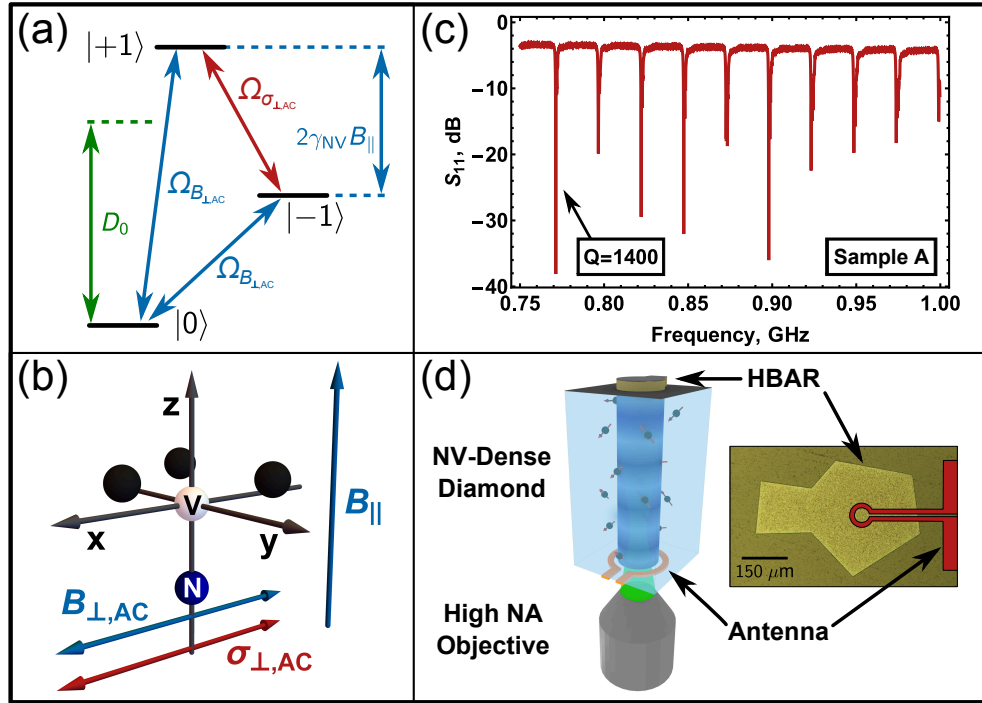 (a)
|+1⟩
Ω_{σ⊥AC}
2γ_{NV}B_{||}
Ω_{B⊥AC}
D_0
|−1⟩
Ω_{B⊥AC}
|0⟩
(b)
z
V
x
y
B_{||}
N
B_{⊥,AC}
σ_{⊥,AC}
(c)
0
−10
−20
−30
−40
S_{11}, dB
Q=1400
Sample A
0.75 0.80 0.85 0.90 0.95 1.00
Frequency, GHz
(d)
HBAR
NV-Dense
Diamond
150 μm
High NA
Objective
Antenna